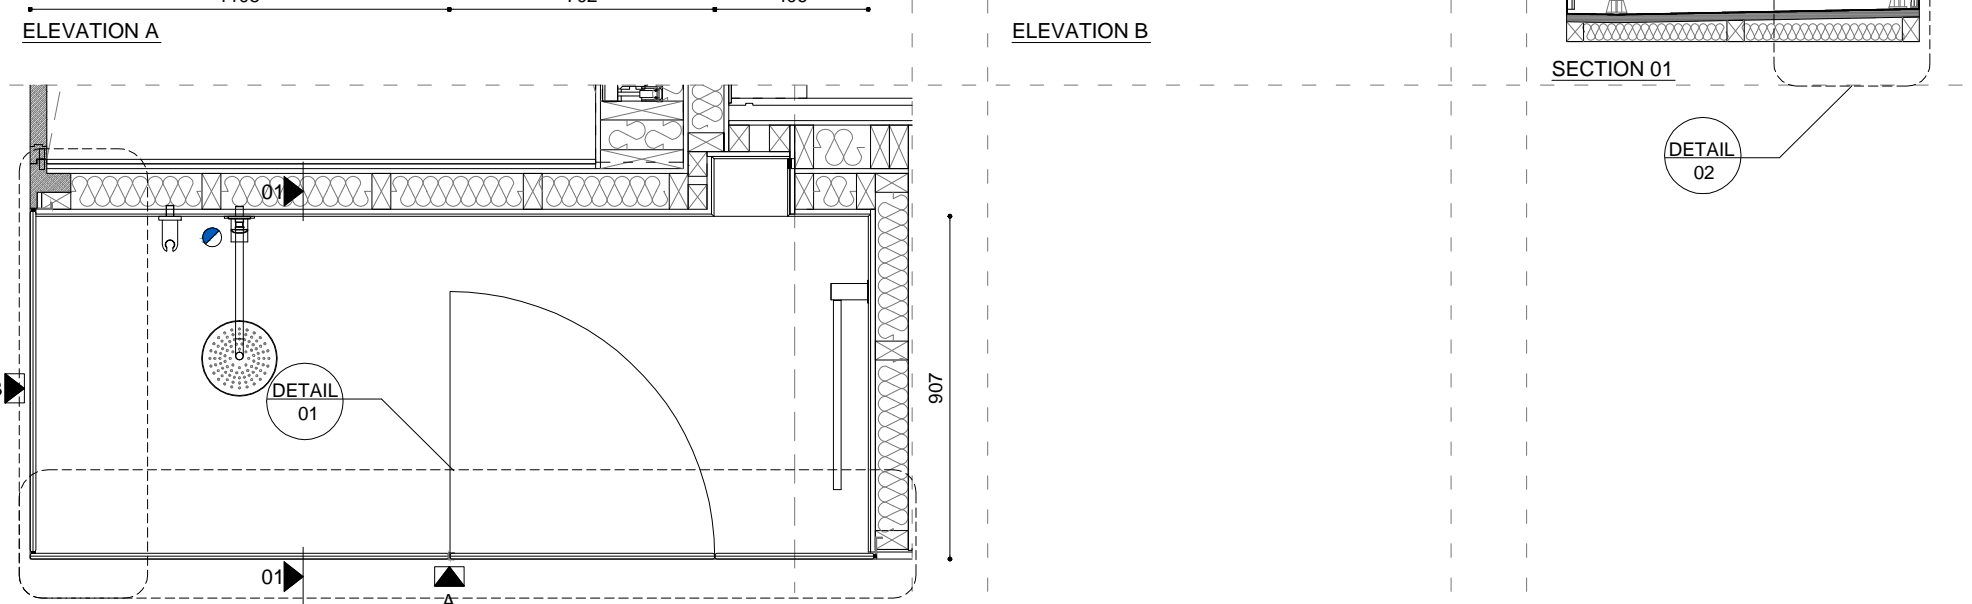 ELEVATION A
ELEVATION B
SECTION 01
DETAIL
02
01
DETAIL
01
907
01
A